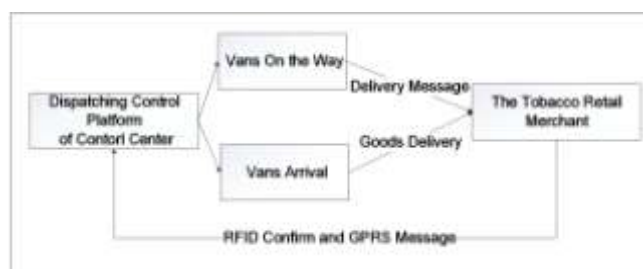 Vans On the Way
Delivery Message
Dispatching Control
Platform
of Contorl Center
The Tobacco Retail
Merchant
Goods Delivery
Vans Arrival
RFID Confirm and GPRS Message